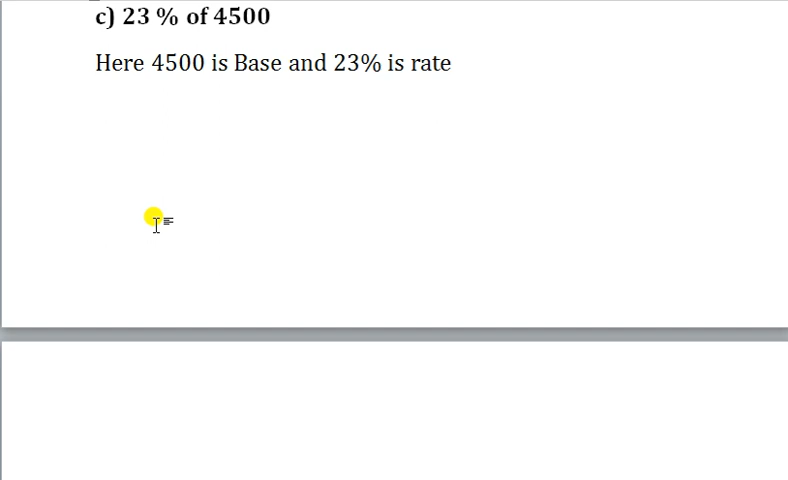 c) 23 % of 4500
Here 4500 is Base and 23% is rate